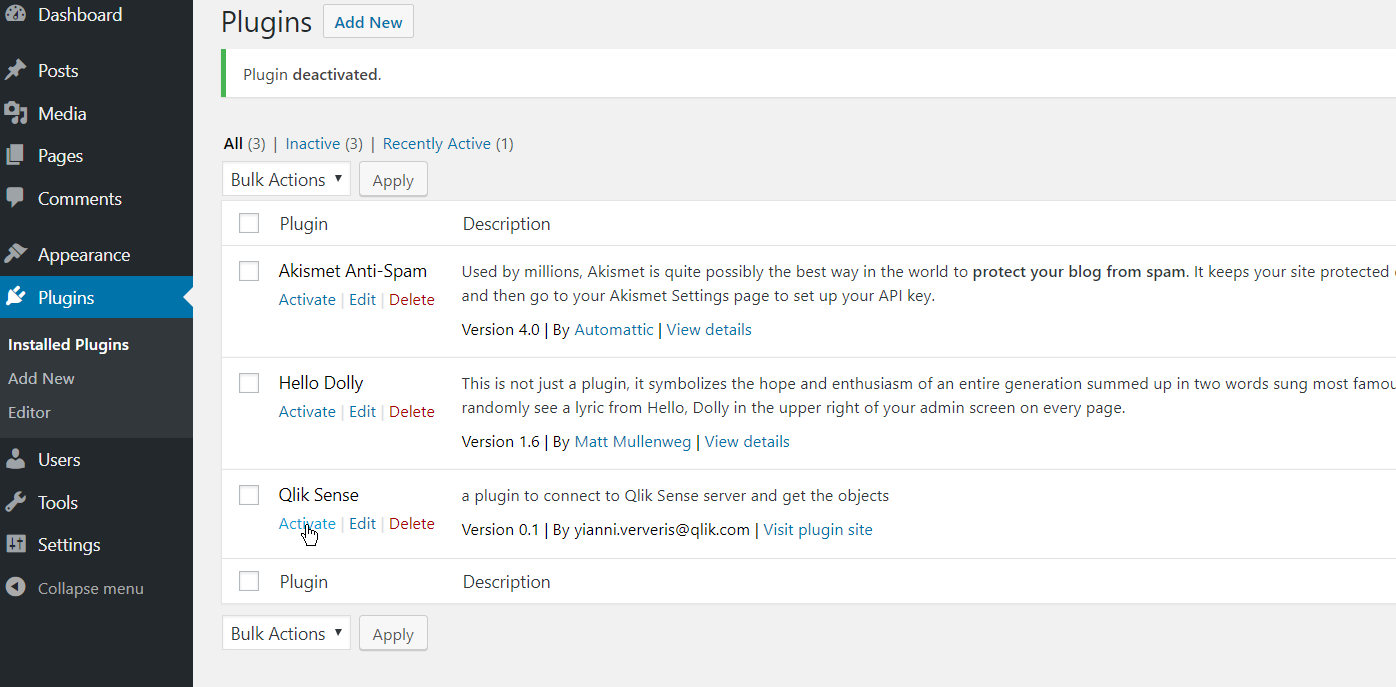 Dashboard
Posts
Media
Pages
Comments
Appearance
Plugins
Installed Plugins
Add New
Editor
Users
Tools
Settings
Collapse menu
Plugins Add New
Plugin deactivated.
All (3) | Inactive (3) | Recently Active (1)
Bulk Actions Apply
Plugin Description
Akismet Anti-Spam
Activate | Edit | Delete
Used by millions, Akismet is quite possibly the best way in the world to protect your blog from spam. It keeps your site protected
and then go to your Akismet Settings page to set up your API key.
Version 4.0 | By Automattic | View details
Hello Dolly
Activate | Edit | Delete
This is not just a plugin, it symbolizes the hope and enthusiasm of an entire generation summed up in two words sung most famou
randomly see a lyric from Hello, Dolly in the upper right of your admin screen on every page.
Version 1.6 | By Matt Mullenweg | View details
Qlik Sense
Activate | Edit | Delete
a plugin to connect to Qlik Sense server and get the objects
Version 0.1 | By yianni.ververis@qlik.com | Visit plugin site
Plugin Description
Bulk Actions Apply